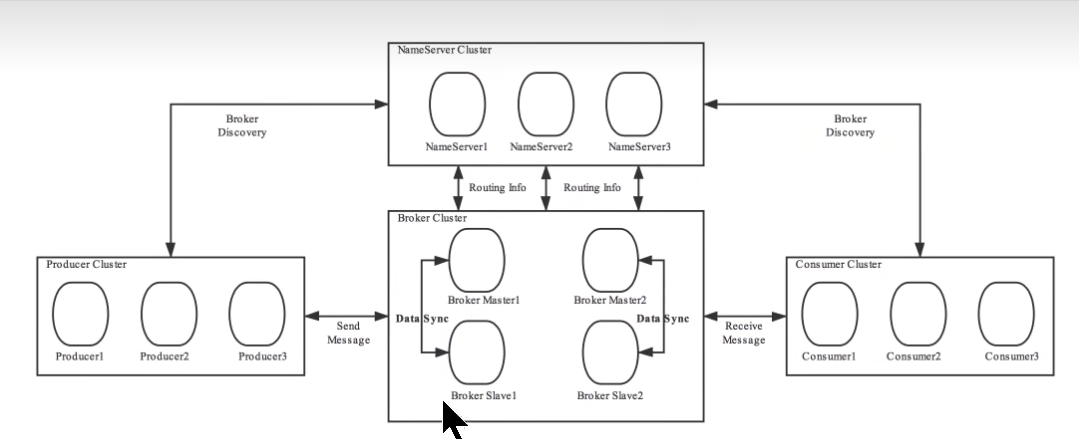 NameServer Cluster
NameServer1
NameServer2
NameServer3
Broker
Discovery
Broker
Discovery
Routing Info
Routing Info
Broker Cluster
Broker Master1
Broker Master2
Data Sync
Data Sync
Broker Slave1
Broker Slave2
Producer Cluster
Producer1
Producer2
Producer3
Send
Message
Receive
Message
Consumer Cluster
Consumer1
Consumer2
Consumer3